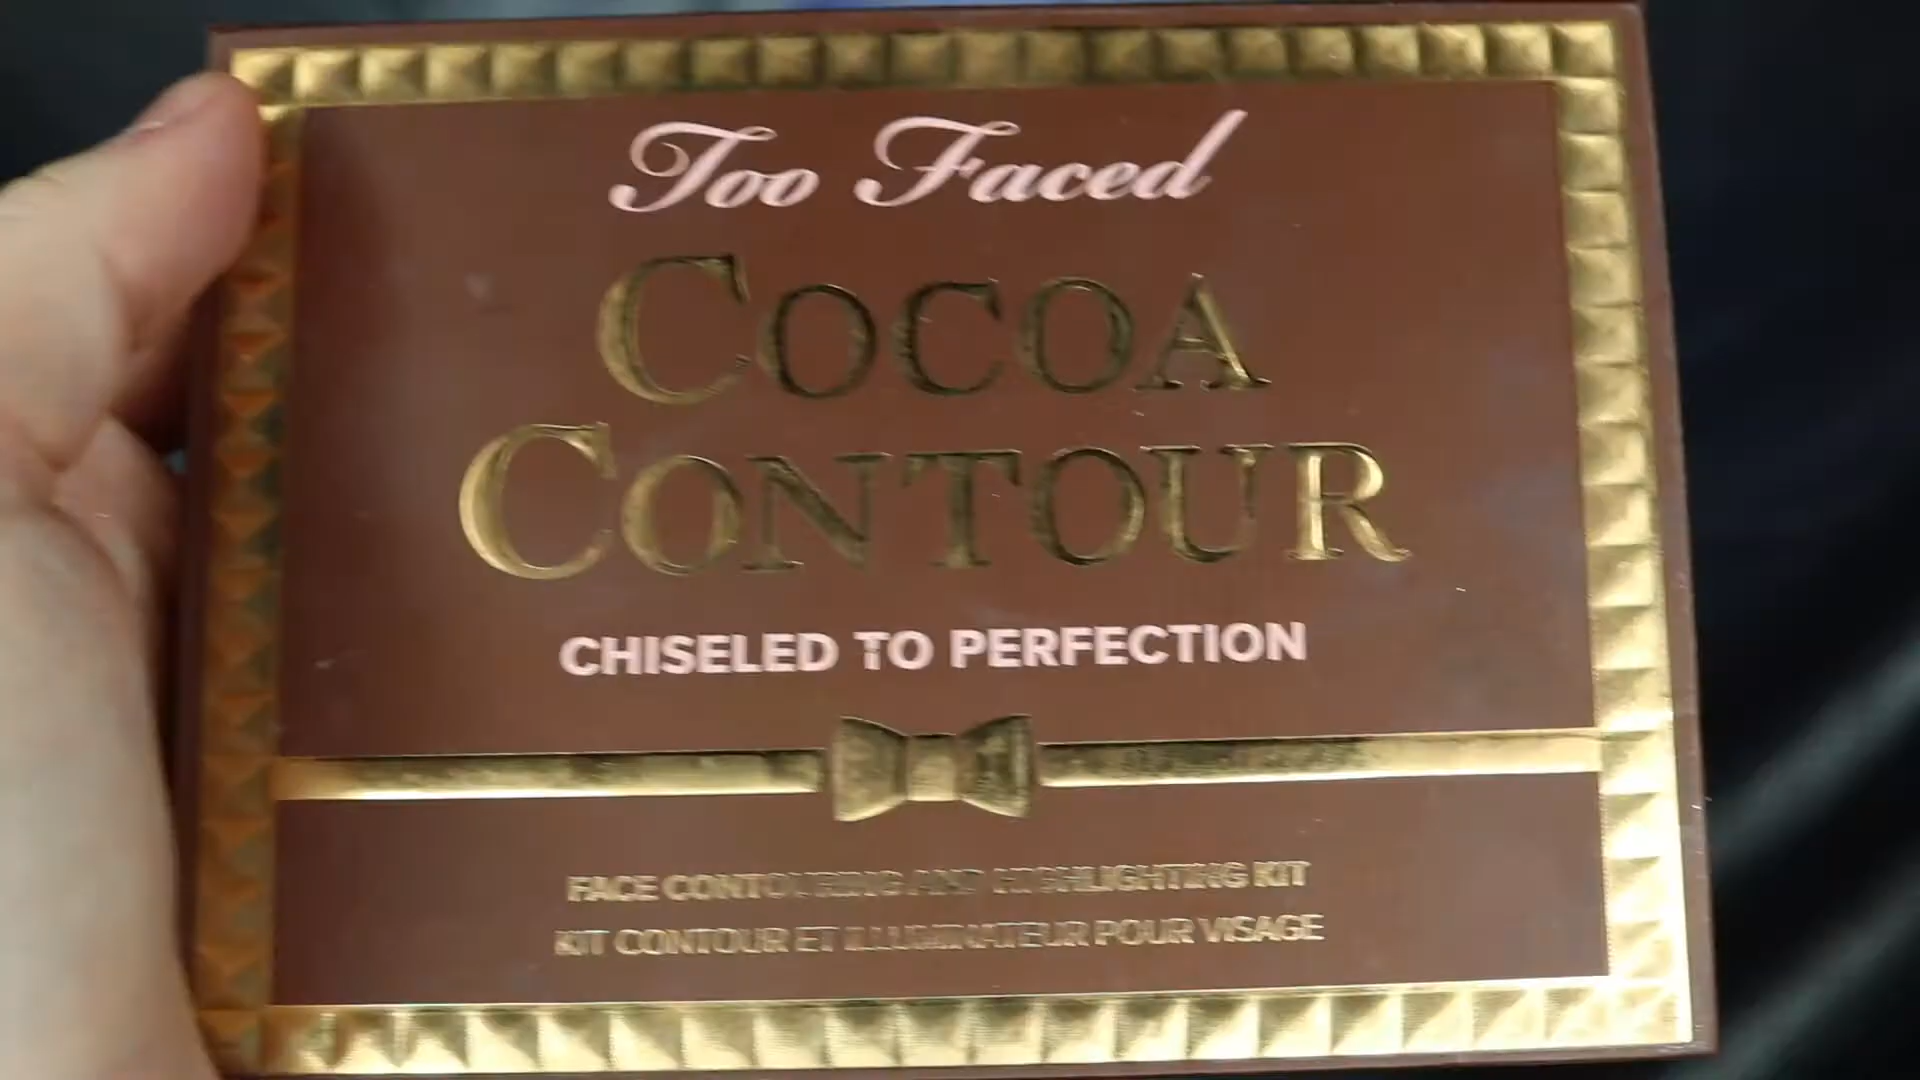 Too Faced
COCOA
CONTOUR
CHISELED TO PERFECTION
FACE CONTOURING AND HIGHLIGHTING KIT
KIT CONTOUR ET ILLUMINATEUR POUR VISAGE